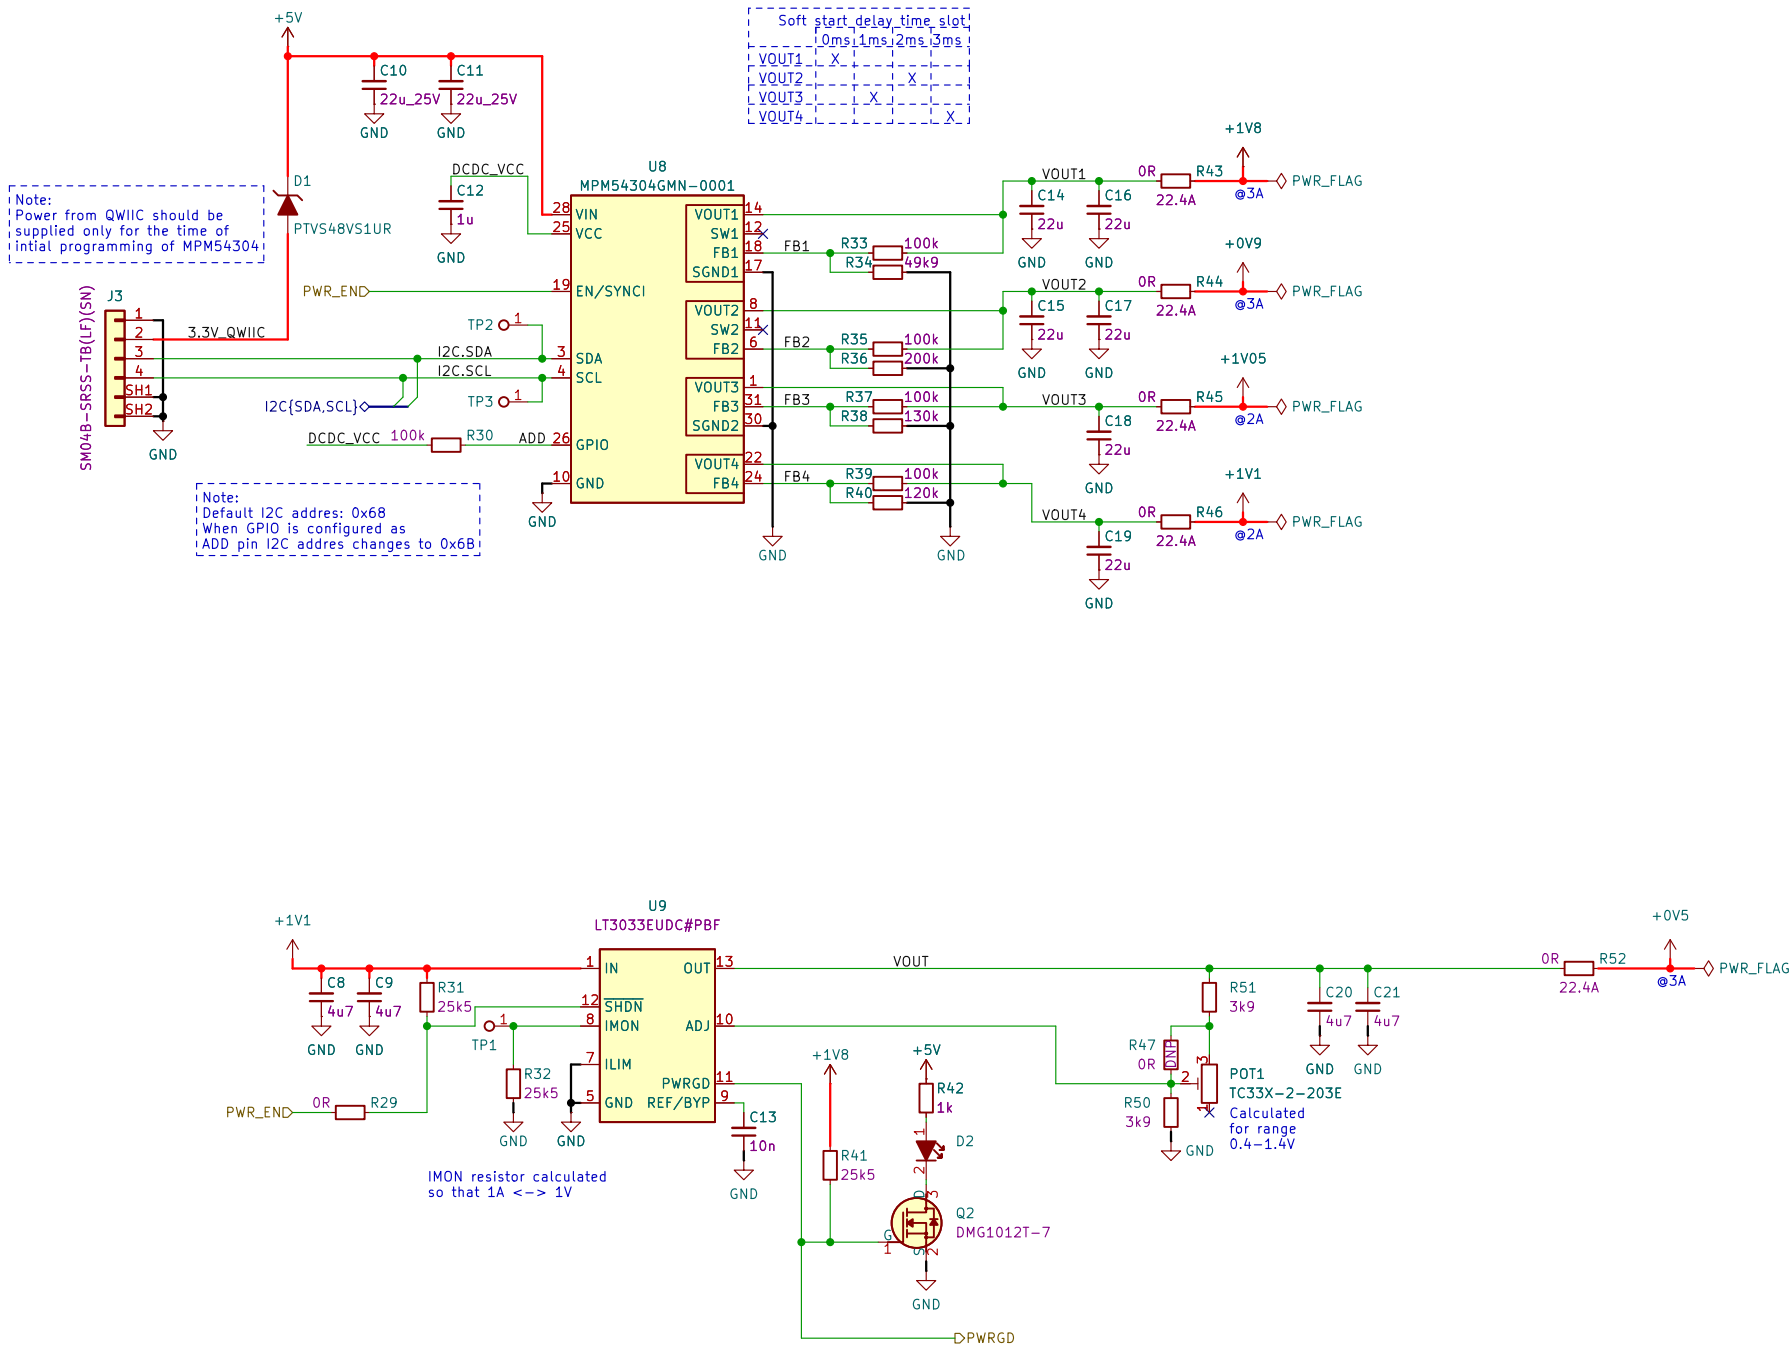 +5V
C10
22u_25V
GND
C11
22u_25V
GND
Soft start delay time slot
0ms 1ms 2ms 3ms
VOUT1 X
VOUT2 X
VOUT3 X
VOUT4 X
Note:
Power from QWIIC should be
supplied only for the time of
intial programming of MPM54304
D1
PTVS48VS1UR
DCDC_VCC
C12
1u
GND
U8
MPM54304GMN-0001
28 VIN
25 VCC
19 EN/SYNCI
3 SDA
4 SCL
26 GPIO
10 GND
VOUT1 14
SW1 12
FB1 18
SGND1 17
VOUT2 8
SW2 11
FB2 6
VOUT3 1
FB3 31
SGND2 30
VOUT4 22
FB4 24
PWR_EN
J3
SM04B-SRSS-TB(LF)(SN)
1
2
3
4
SH1
SH2
GND
3.3V_QWIIC
TP2 1
I2C.SDA
I2C.SCL
TP3 1
I2C{SDA,SCL}
DCDC_VCC
100k R30
ADD
GND
Note:
Default I2C addres: 0x68
When GPIO is configured as
ADD pin I2C addres changes to 0x6B
FB1
R33 100k
R34 49k9
FB2
R35 100k
R36 200k
FB3
R37 100k
R38 130k
FB4
R39 100k
R40 120k
GND
GND
VOUT1
C14
22u
GND
C16
22u
GND
0R R43
22.4A
+1V8
@3A
PWR_FLAG
VOUT2
C15
22u
GND
C17
22u
GND
0R R44
22.4A
+0V9
@3A
PWR_FLAG
VOUT3
C18
22u
GND
0R R45
22.4A
+1V05
@2A
PWR_FLAG
VOUT4
C19
22u
GND
0R R46
22.4A
+1V1
@2A
PWR_FLAG
+1V1
C8
4u7
GND
C9
4u7
GND
R31
25k5
PWR_EN
0R R29
TP1 1
R32
25k5
GND
GND
IMON resistor calculated
so that 1A <-> 1V
U9
LT3033EUDC#PBF
1 IN
12 SHDN
8 IMON
7 ILIM
5 GND
OUT 13
ADJ 10
PWRGD 11
REF/BYP 9
C13
10n
GND
VOUT
+1V8
R41
25k5
+5V
R42
1k
1
D2
2
D 3
Q2
DMG1012T-7
G
1
S 2
GND
PWRGD
R51
3k9
R47
0R
DNP
R50
3k9
GND
3
2
1
POT1
TC33X-2-203E
Calculated
for range
0.4-1.4V
C20
4u7
GND
C21
4u7
GND
0R R52
22.4A
+0V5
@3A
PWR_FLAG